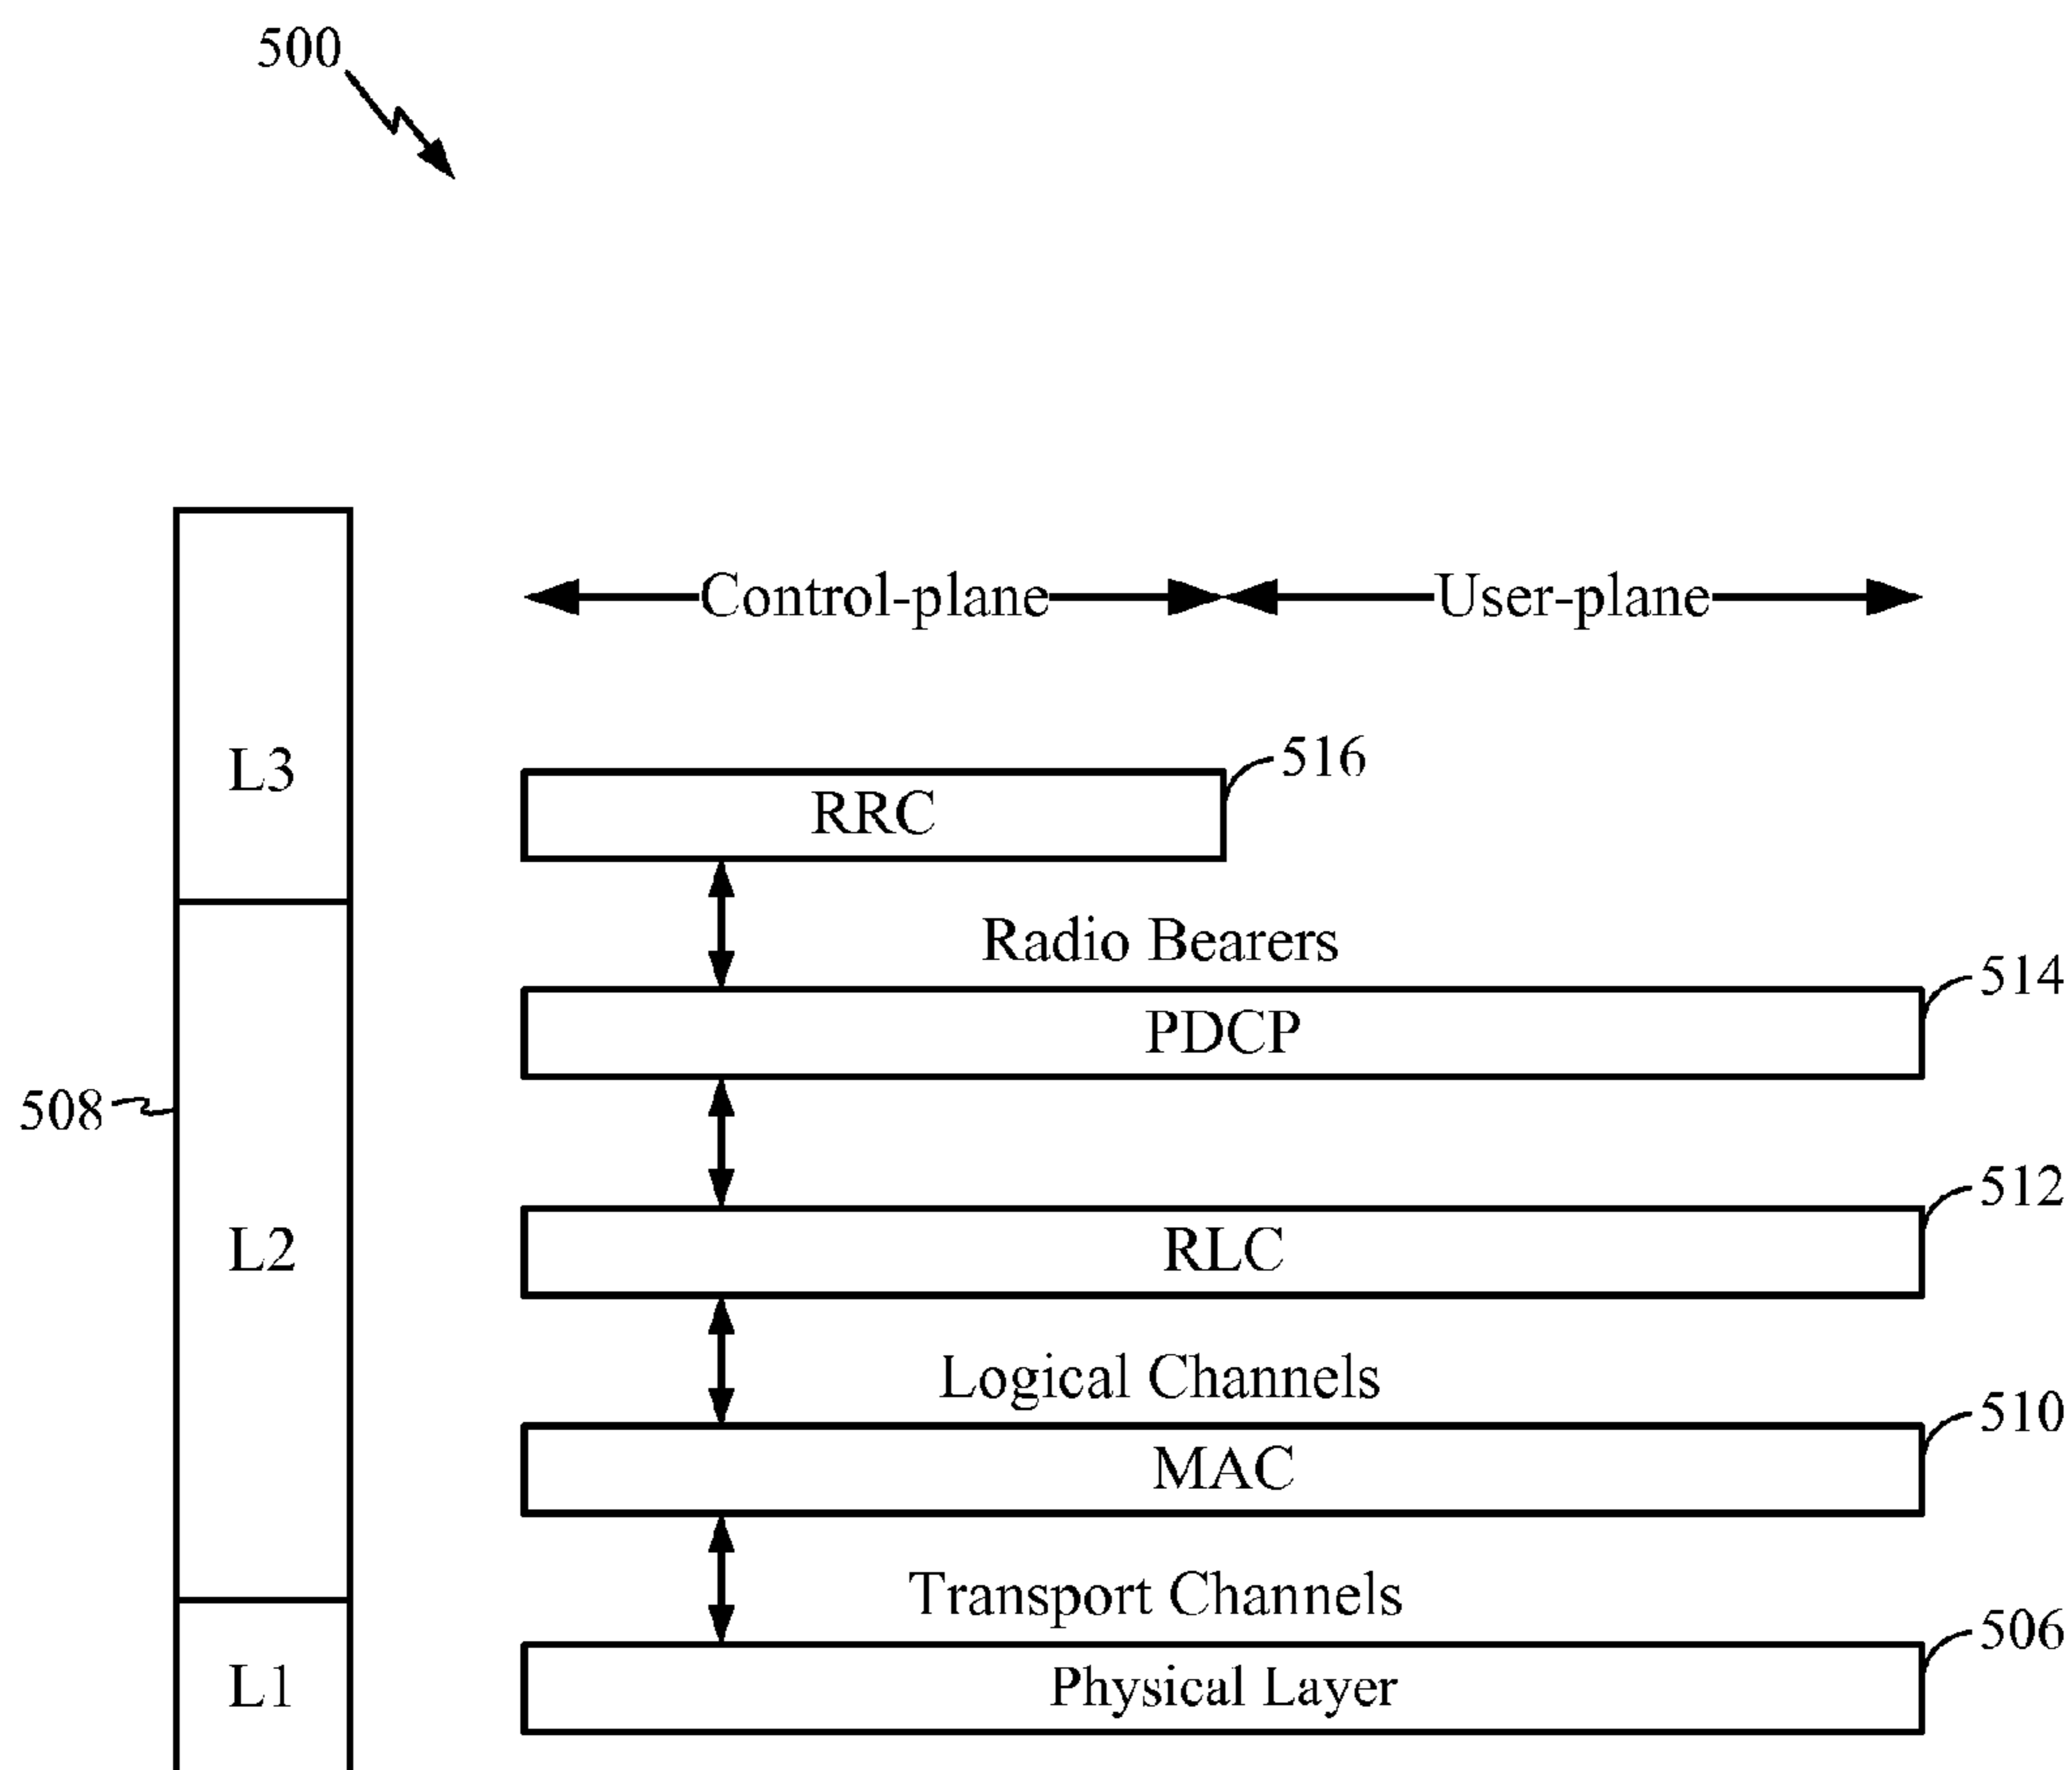 500
Control-plane
User-plane
L3
516
RRC
Radio Bearers
514
PDCP
508
512
L2
RLC
Logical Channels
510
MAC
Transport Channels
506
L1
Physical Layer